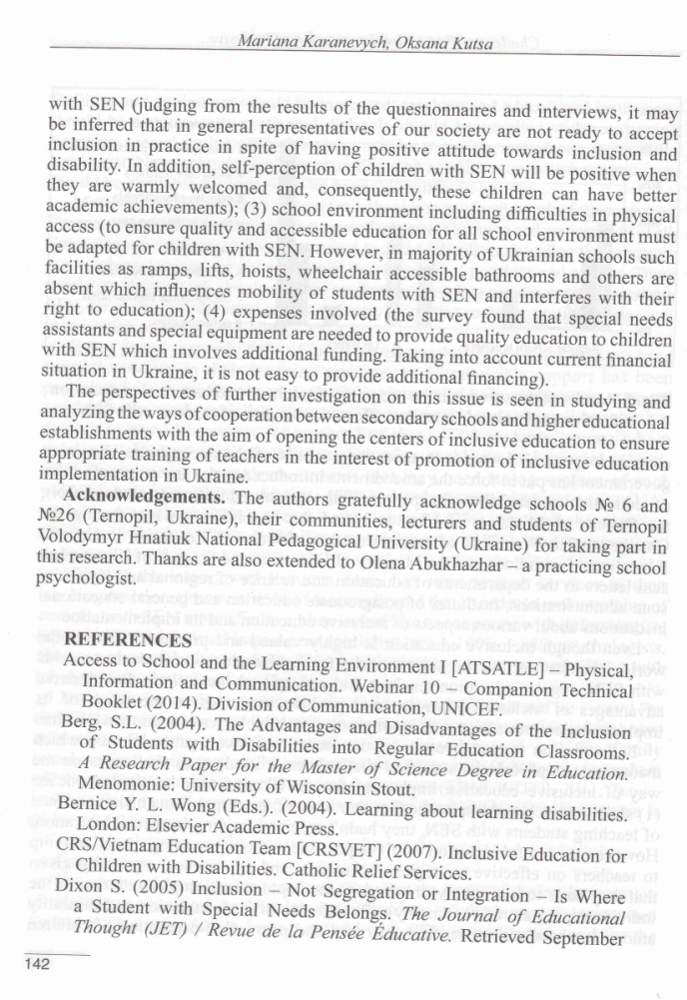 Mariana Karanevych, Oksana Kutsa
with SEN (judging from the results of the questionnaires and interviews, it may
be inferred that in general representatives of our society are not ready to accept
inclusion in practice in spite of having positive attitude towards inclusion and
disability. In addition, self-perception of children with SEN will be positive when
they are warmly welcomed and, consequently, these children can have better
academic achievements); (3) school environment including difficulties in physical
access (to ensure quality and accessible education for all school environment must
be adapted for children with SEN. However, in majority of Ukrainian schools such
facilities as ramps, lifts, hoists, wheelchair accessible bathrooms and others are
absent which influences mobility of students with SEN and interferes with their
right to education); (4) expenses involved (the survey found that special needs
assistants and special equipment are needed to provide quality education to children
with SEN which involves additional funding. Taking into account current financial
situation in Ukraine, it is not easy to provide additional financing).
The perspectives of further investigation on this issue is seen in studying and
analyzing the ways of cooperation between secondary schools and higher educational
establishments with the aim of opening the centers of inclusive education to ensure
appropriate training of teachers in the interest of promotion of inclusive education
implementation in Ukraine.
Acknowledgements. The authors gratefully acknowledge schools № 6 and
№26 (Ternopil, Ukraine), their communities, lecturers and students of Ternopil
Volodymyr Hnatiuk National Pedagogical University (Ukraine) for taking part in
this research. Thanks are also extended to Olena Abukhazhar – a practicing school
psychologist.
REFERENCES
Access to School and the Learning Environment I [ATSATLE] – Physical,
Information and Communication. Webinar 10 – Companion Technical
Booklet (2014). Division of Communication, UNICEF.
Berg, S.L. (2004). The Advantages and Disadvantages of the Inclusion
of Students with Disabilities into Regular Education Classrooms.
A Research Paper for the Master of Science Degree in Education.
Menomonie: University of Wisconsin Stout.
Bernice Y. L. Wong (Eds.). (2004). Learning about learning disabilities.
London: Elsevier Academic Press.
CRS/Vietnam Education Team [CRSVET] (2007). Inclusive Education for
Children with Disabilities. Catholic Relief Services.
Dixon S. (2005) Inclusion – Not Segregation or Integration – Is Where
a Student with Special Needs Belongs. The Journal of Educational
Thought (JET) / Revue de la Pensée Éducative. Retrieved September
142